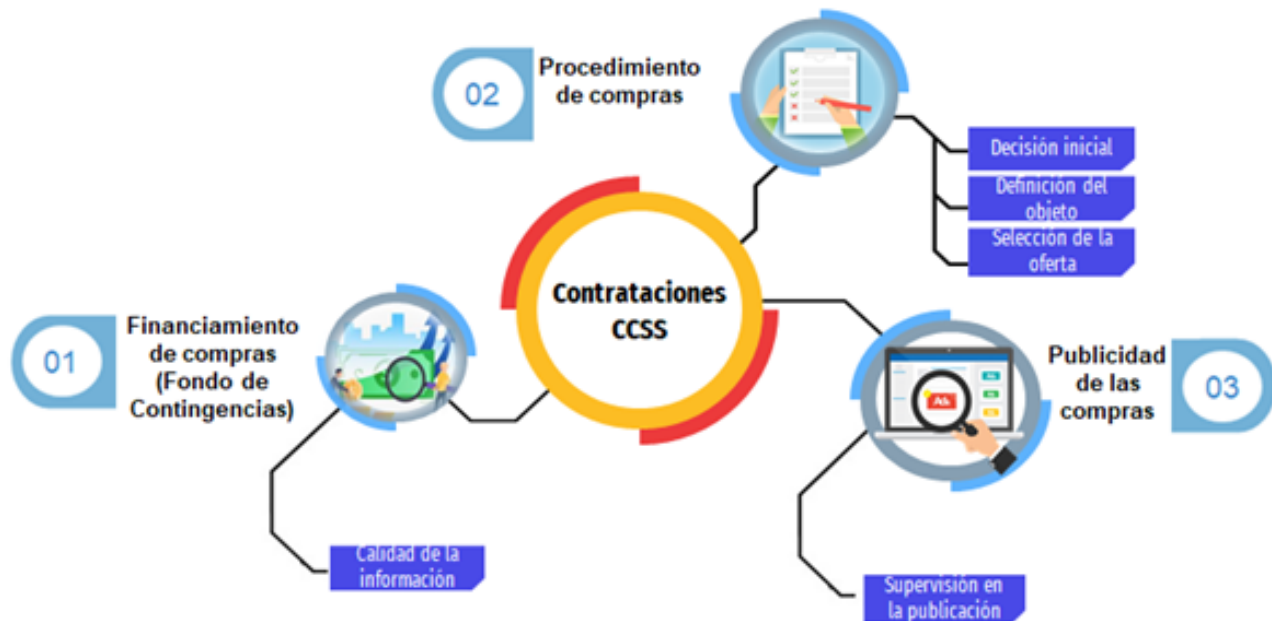 02
Procedimiento
de compras
Decisión inicial
Definición del
objeto
Selección de la
oferta
Contrataciones
CCSS
01
Financiamiento
de compras
(Fondo de
Contingencias)
Publicidad
de las
compras
03
Calidad de la
información
Supervisión en
la publicación